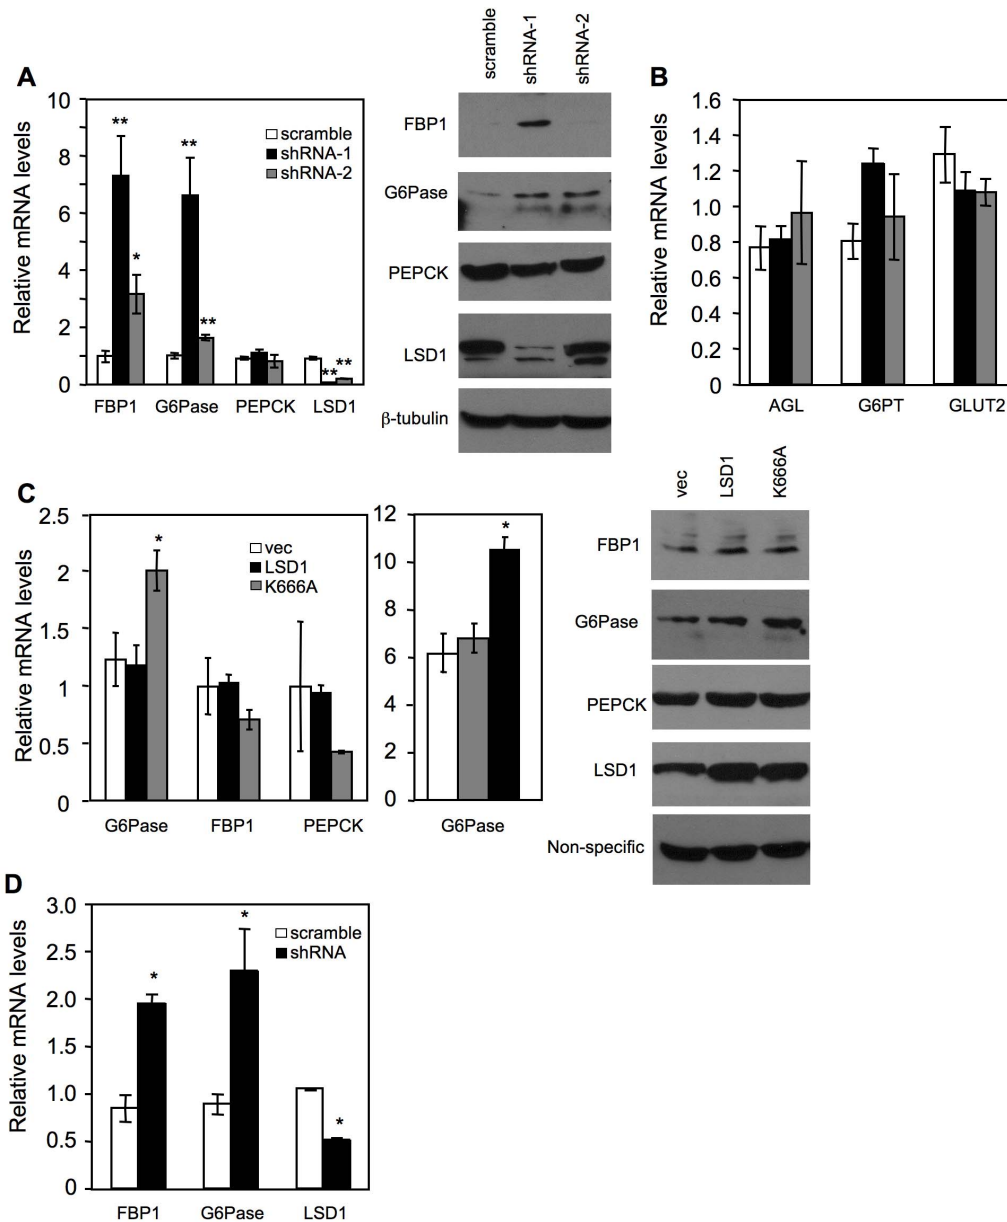 A
Relative mRNA levels
10
8
6
4
2
0
** ** * ** ** **
scramble
shRNA-1
shRNA-2
FBP1 G6Pase PEPCK LSD1
scramble shRNA-1 shRNA-2
FBP1
G6Pase
PEPCK
LSD1
β-tubulin
B
Relative mRNA levels
1.6
1.4
1.2
1.0
0.8
0.6
0.4
0.2
0
AGL G6PT GLUT2
C
Relative mRNA levels
2.5
2
1.5
1
0.5
0
*
vec
LSD1
K666A
G6Pase FBP1 PEPCK
12
10
8
6
4
2
0
*
G6Pase
vec LSD1 K666A
FBP1
G6Pase
PEPCK
LSD1
Non-specific
D
Relative mRNA levels
3.0
2.5
2.0
1.5
1.0
0.5
0
* * *
scramble
shRNA
FBP1 G6Pase LSD1